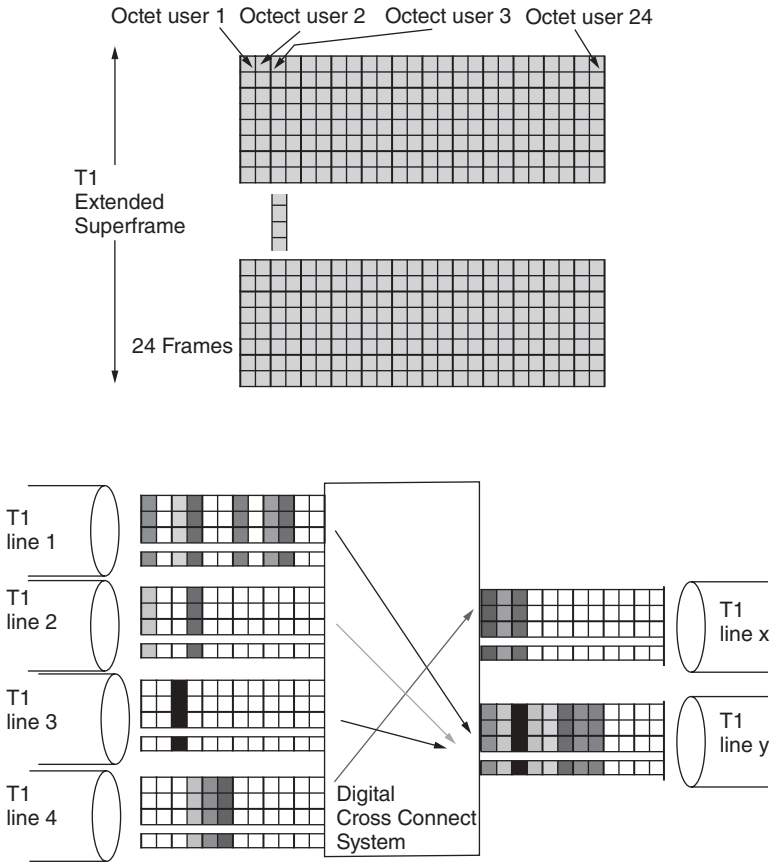 Octet user 1 Octect user 2 Octect user 3 Octet user 24
T1
Extended
Superframe
24 Frames
T1
line 1
T1
line 2
T1
line 3
T1
line 4
Digital
Cross Connect
System
T1
line x
T1
line y